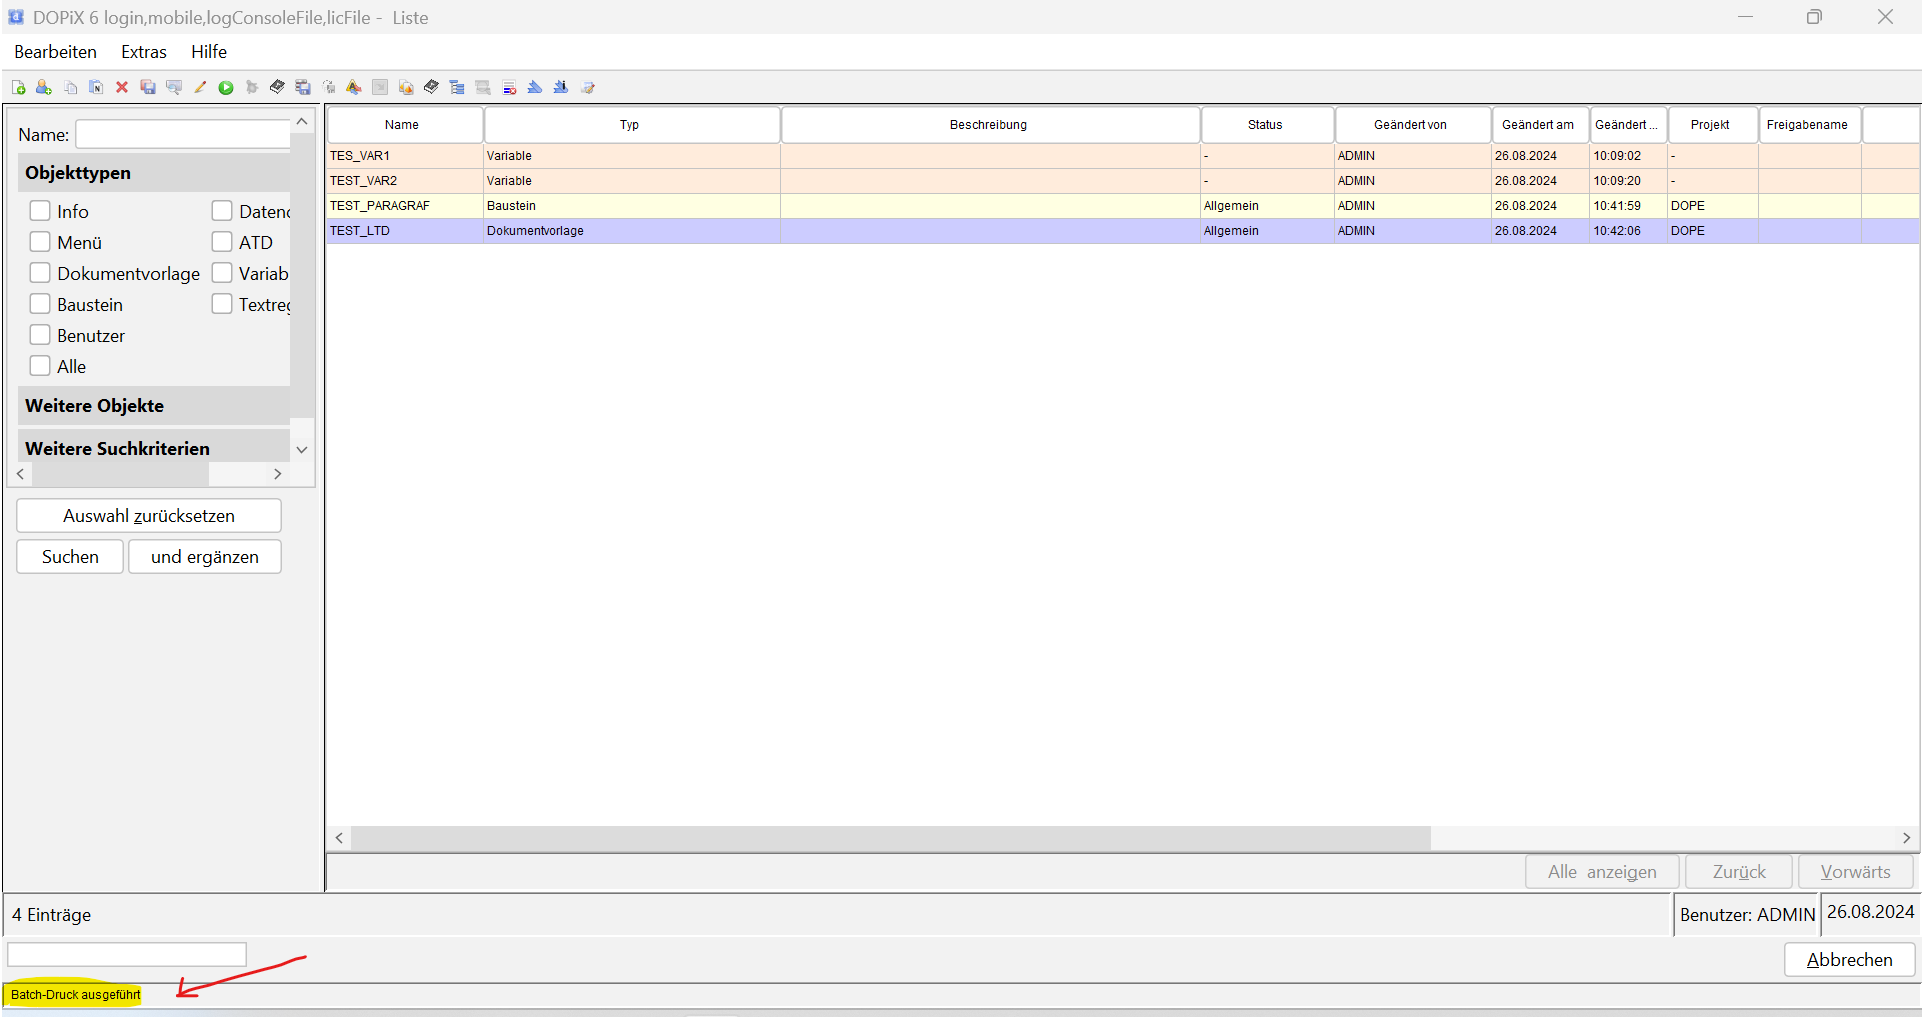 DOPiX 6 login,mobile,logConsoleFile,licFile - Liste
Bearbeiten Extras Hilfe
Name:
Objekttypen
Info
Menü ATD
Dokumentvorlage Variab
Baustein
Benutzer
Alle
Weitere Objekte
Weitere Suchkriterien
Auswahl zurücksetzen
Suchen und ergänzen
Name Typ Beschreibung Status Geändert von Geändert am Geändert ... Projekt Freigabename
TES_VAR1 Variable - ADMIN 26.08.2024 10:09:02 -
TEST_VAR2 Variable - ADMIN 26.08.2024 10:09:20 -
TEST_PARAGRAF Baustein Allgemein ADMIN 26.08.2024 10:41:59 DOPE
TEST_LTD Dokumentvorlage Allgemein ADMIN 26.08.2024 10:42:06 DOPE
Alle anzeigen Zurück Vorwärts
4 Einträge Benutzer: ADMIN 26.08.2024
Abbrechen
Batch-Druck ausgeführt